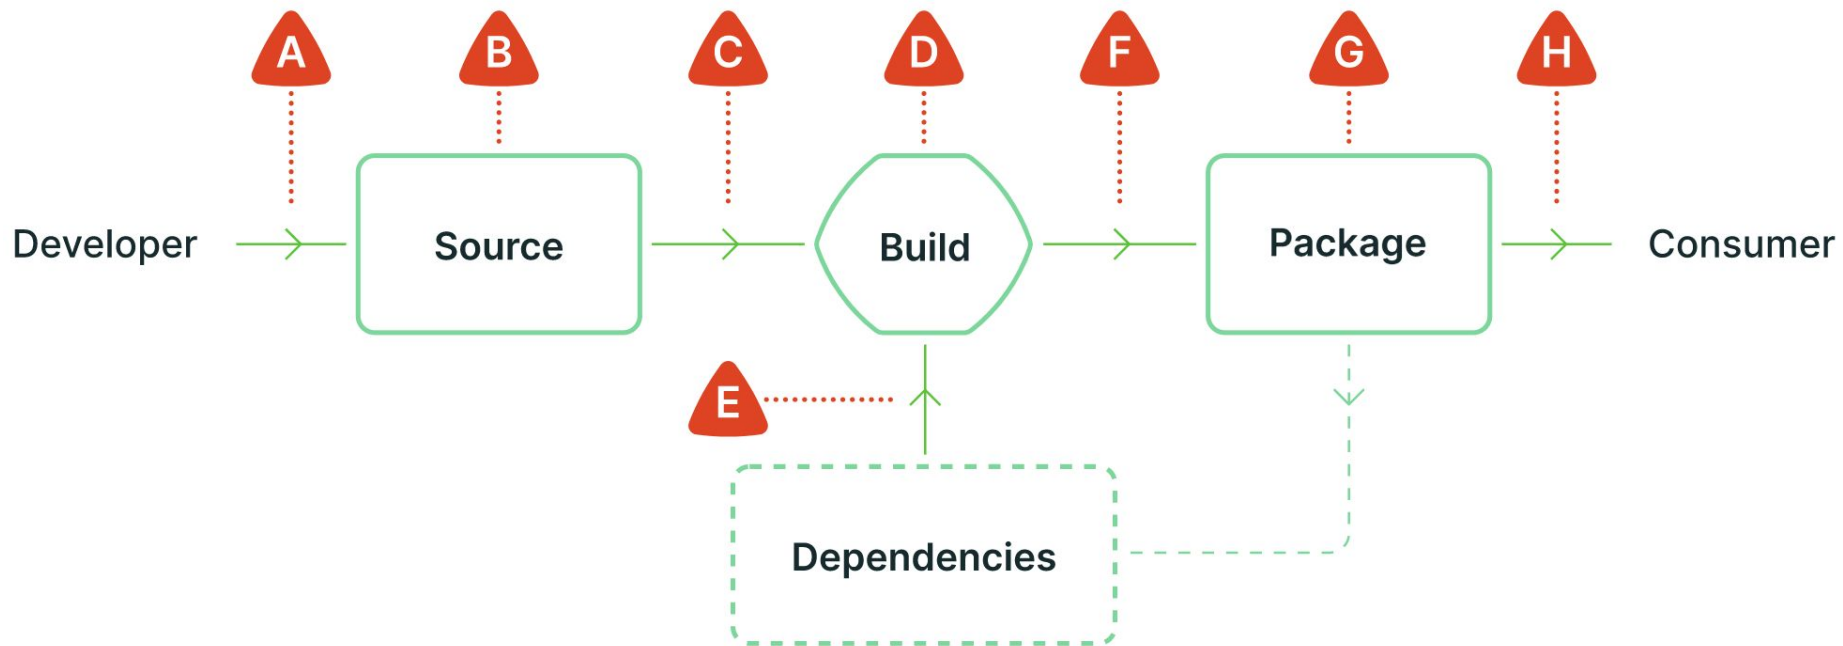 A
B
C
D
F
G
H
Developer
Source
Build
Package
Consumer
E
Dependencies